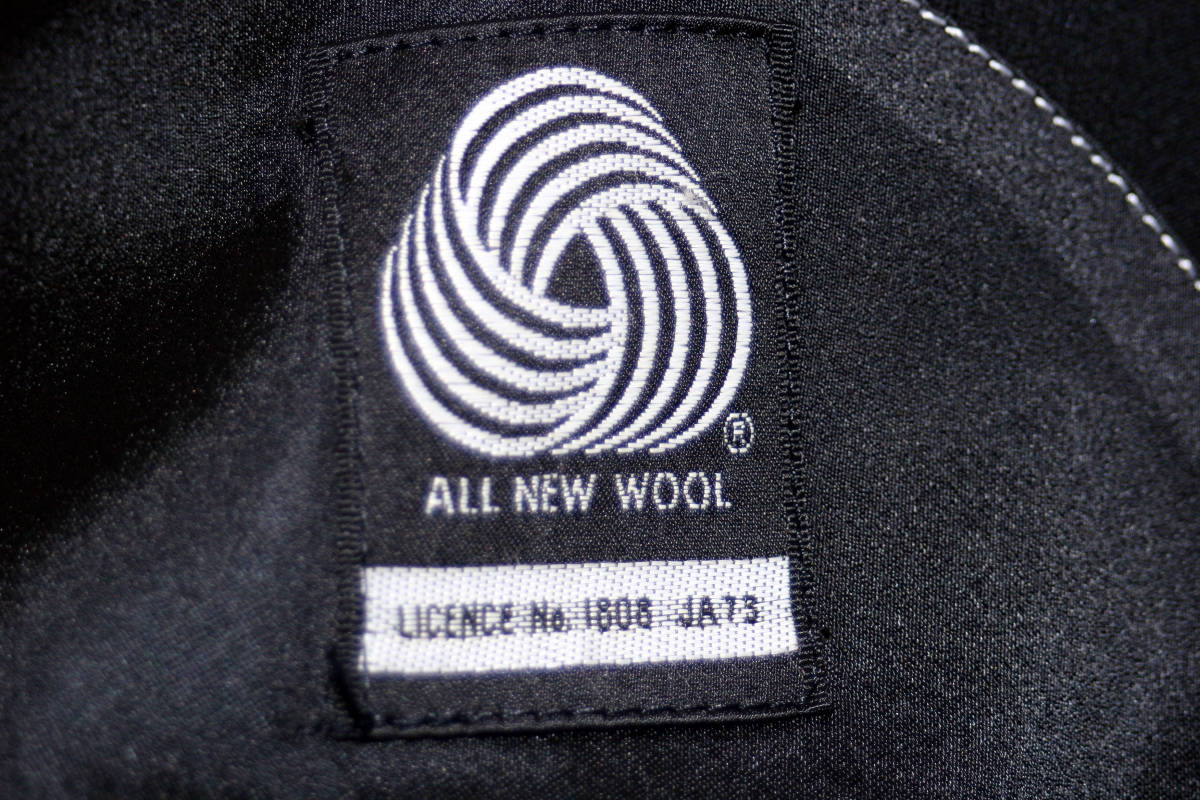 ®
ALL NEW WOOL
LICENCE No. 1808 JA73